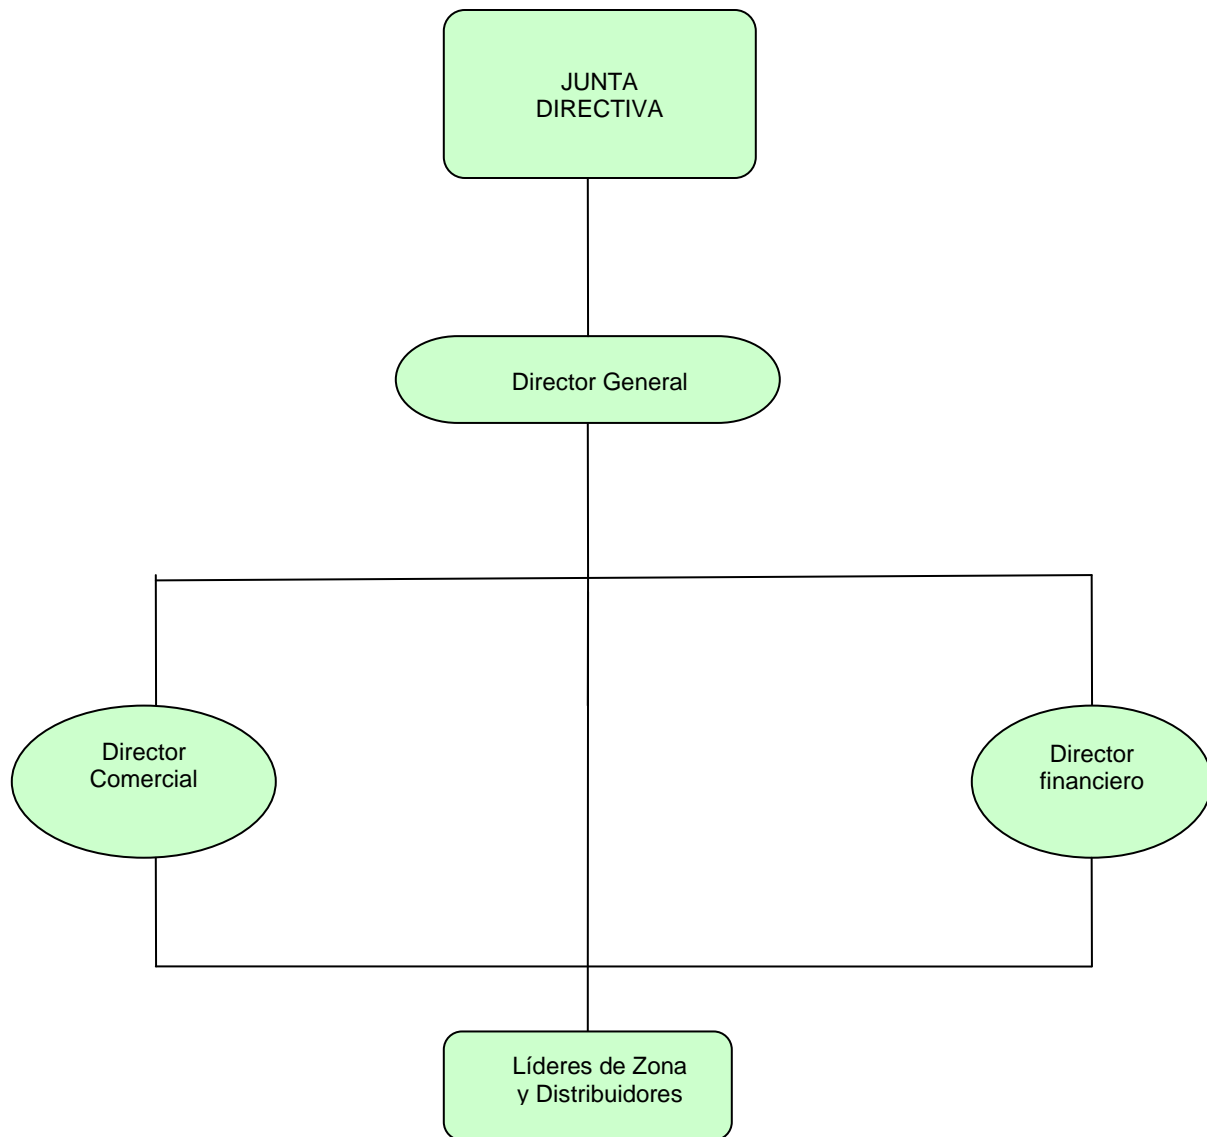 JUNTA
DIRECTIVA
Director General
Director
Comercial
Director
financiero
Líderes de Zona
y Distribuidores